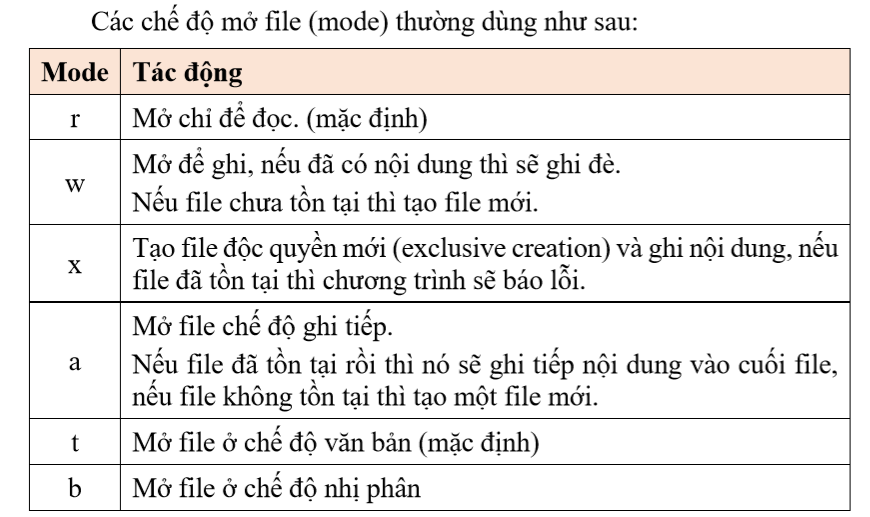 Các chế độ mở file (mode) thường dùng như sau:
Mode Tác động
r Mở chỉ để đọc. (mặc định)
w Mở để ghi, nếu đã có nội dung thì sẽ ghi đè.
Nếu file chưa tồn tại thì tạo file mới.
x Tạo file độc quyền mới (exclusive creation) và ghi nội dung, nếu
file đã tồn tại thì chương trình sẽ báo lỗi.
a Mở file chế độ ghi tiếp.
Nếu file đã tồn tại rồi thì nó sẽ ghi tiếp nội dung vào cuối file,
nếu file không tồn tại thì tạo một file mới.
t Mở file ở chế độ văn bản (mặc định)
b Mở file ở chế độ nhị phân